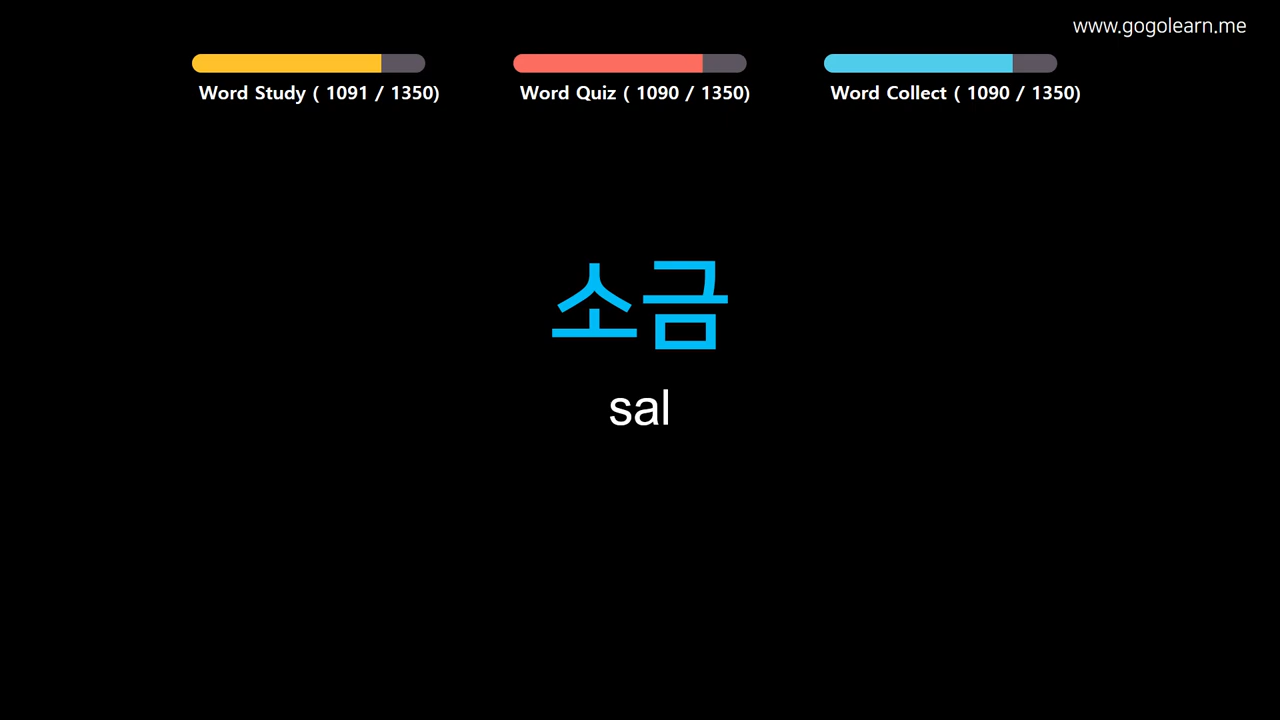 www.gogolearn.me
Word Study ( 1091 / 1350)
Word Quiz ( 1090 / 1350)
Word Collect ( 1090 / 1350)
소금
sal